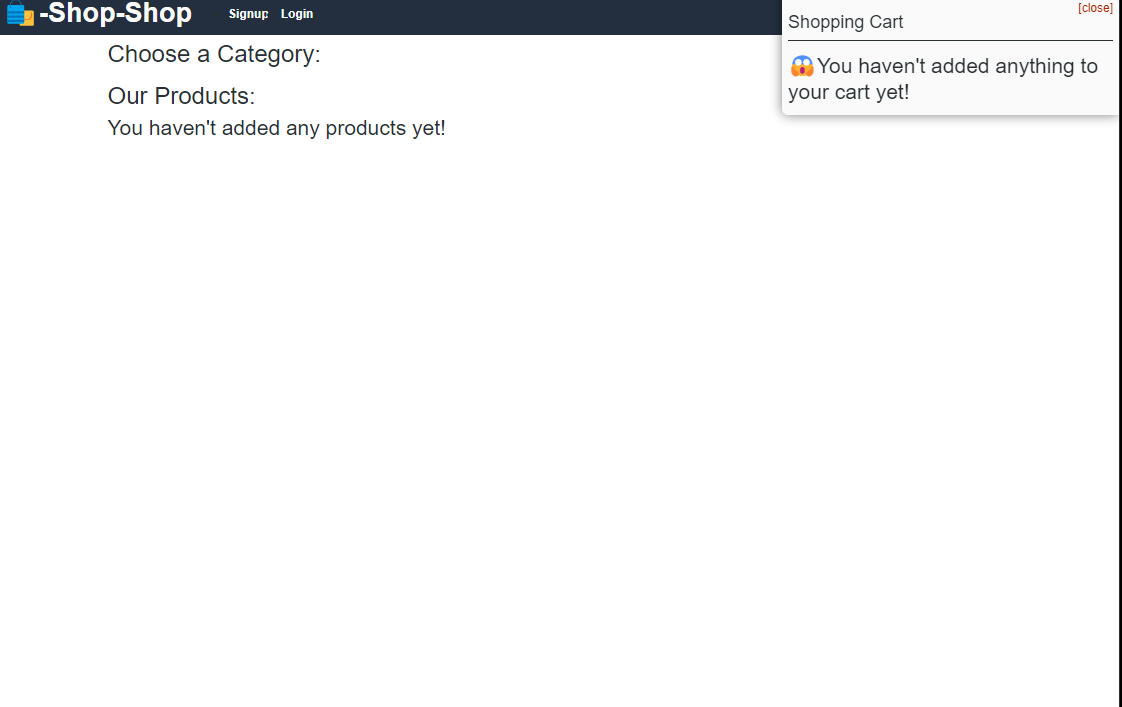 -Shop-Shop
Signup Login
[close]
Shopping Cart
😱 You haven't added anything to
your cart yet!
Choose a Category:
Our Products:
You haven't added any products yet!